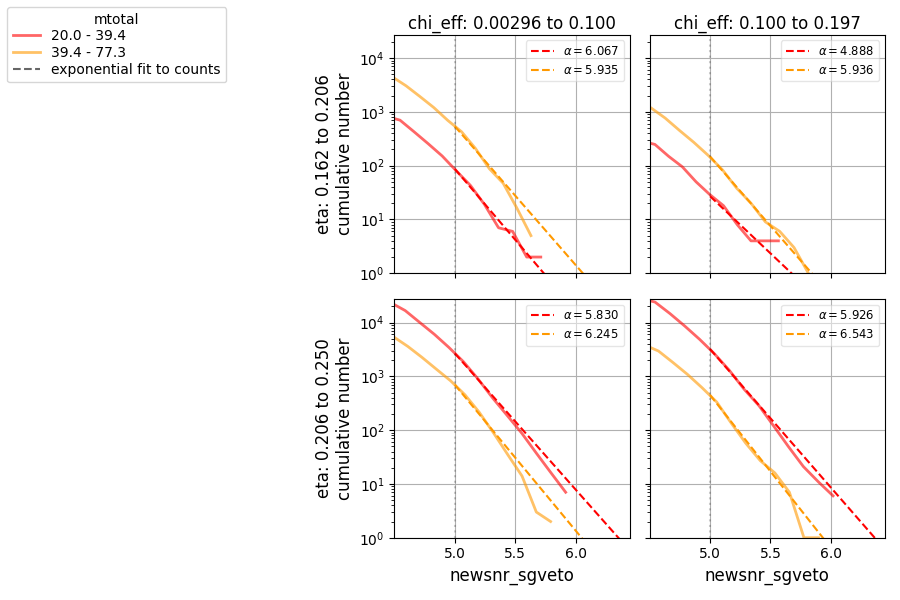 mtotal
20.0 - 39.4
39.4 - 77.3
exponential fit to counts
chi_eff: 0.00296 to 0.100
chi_eff: 0.100 to 0.197
eta: 0.162 to 0.206
cumulative number
10⁴
10³
10²
10¹
10⁰
α = 6.067
α = 5.935
α = 4.888
α = 5.936
eta: 0.206 to 0.250
cumulative number
10⁴
10³
10²
10¹
10⁰
α = 5.830
α = 6.245
α = 5.926
α = 6.543
5.0 5.5 6.0
5.0 5.5 6.0
newsnr_sgveto
newsnr_sgveto